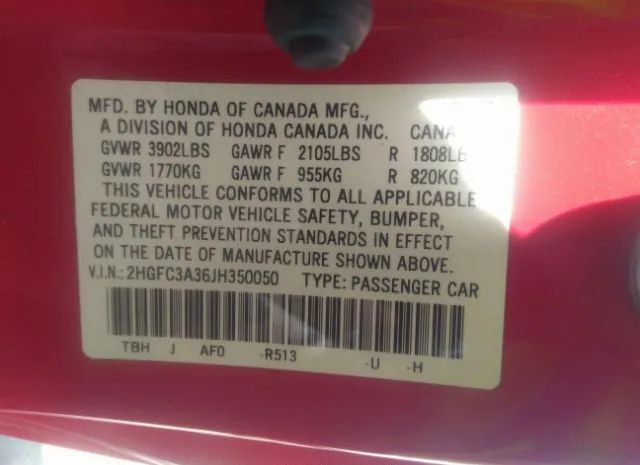 MFD. BY HONDA OF CANADA MFG.,
A DIVISION OF HONDA CANADA INC. CANA
GVWR 3902LBS GAWR F 2105LBS R 1808LB
GVWR 1770KG GAWR F 955KG R 820KG
THIS VEHICLE CONFORMS TO ALL APPLICABLE
FEDERAL MOTOR VEHICLE SAFETY, BUMPER,
AND THEFT PREVENTION STANDARDS IN EFFECT
ON THE DATE OF MANUFACTURE SHOWN ABOVE.
V.I.N.: 2HGFC3A36JH350050 TYPE: PASSENGER CAR
TBH J AF0 -R513 -U -H